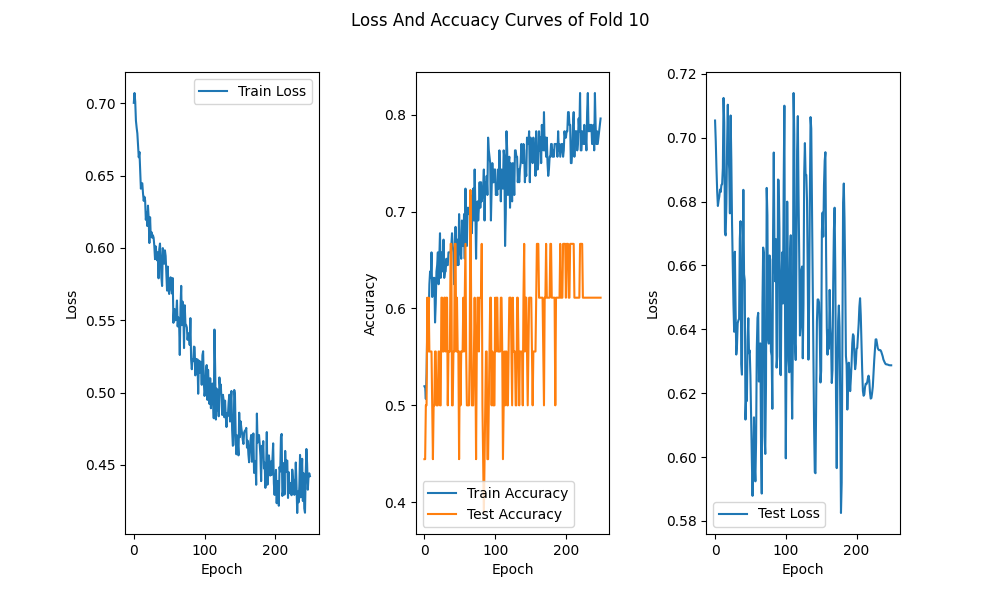 Loss And Accuacy Curves of Fold 10
Loss
0.70
0.65
0.60
0.55
0.50
0.45
0
100
200
Epoch
Train Loss
Accuracy
0.8
0.7
0.6
0.5
0.4
0
100
200
Epoch
Train Accuracy
Test Accuracy
Loss
0.72
0.70
0.68
0.66
0.64
0.62
0.60
0.58
0
100
200
Epoch
Test Loss